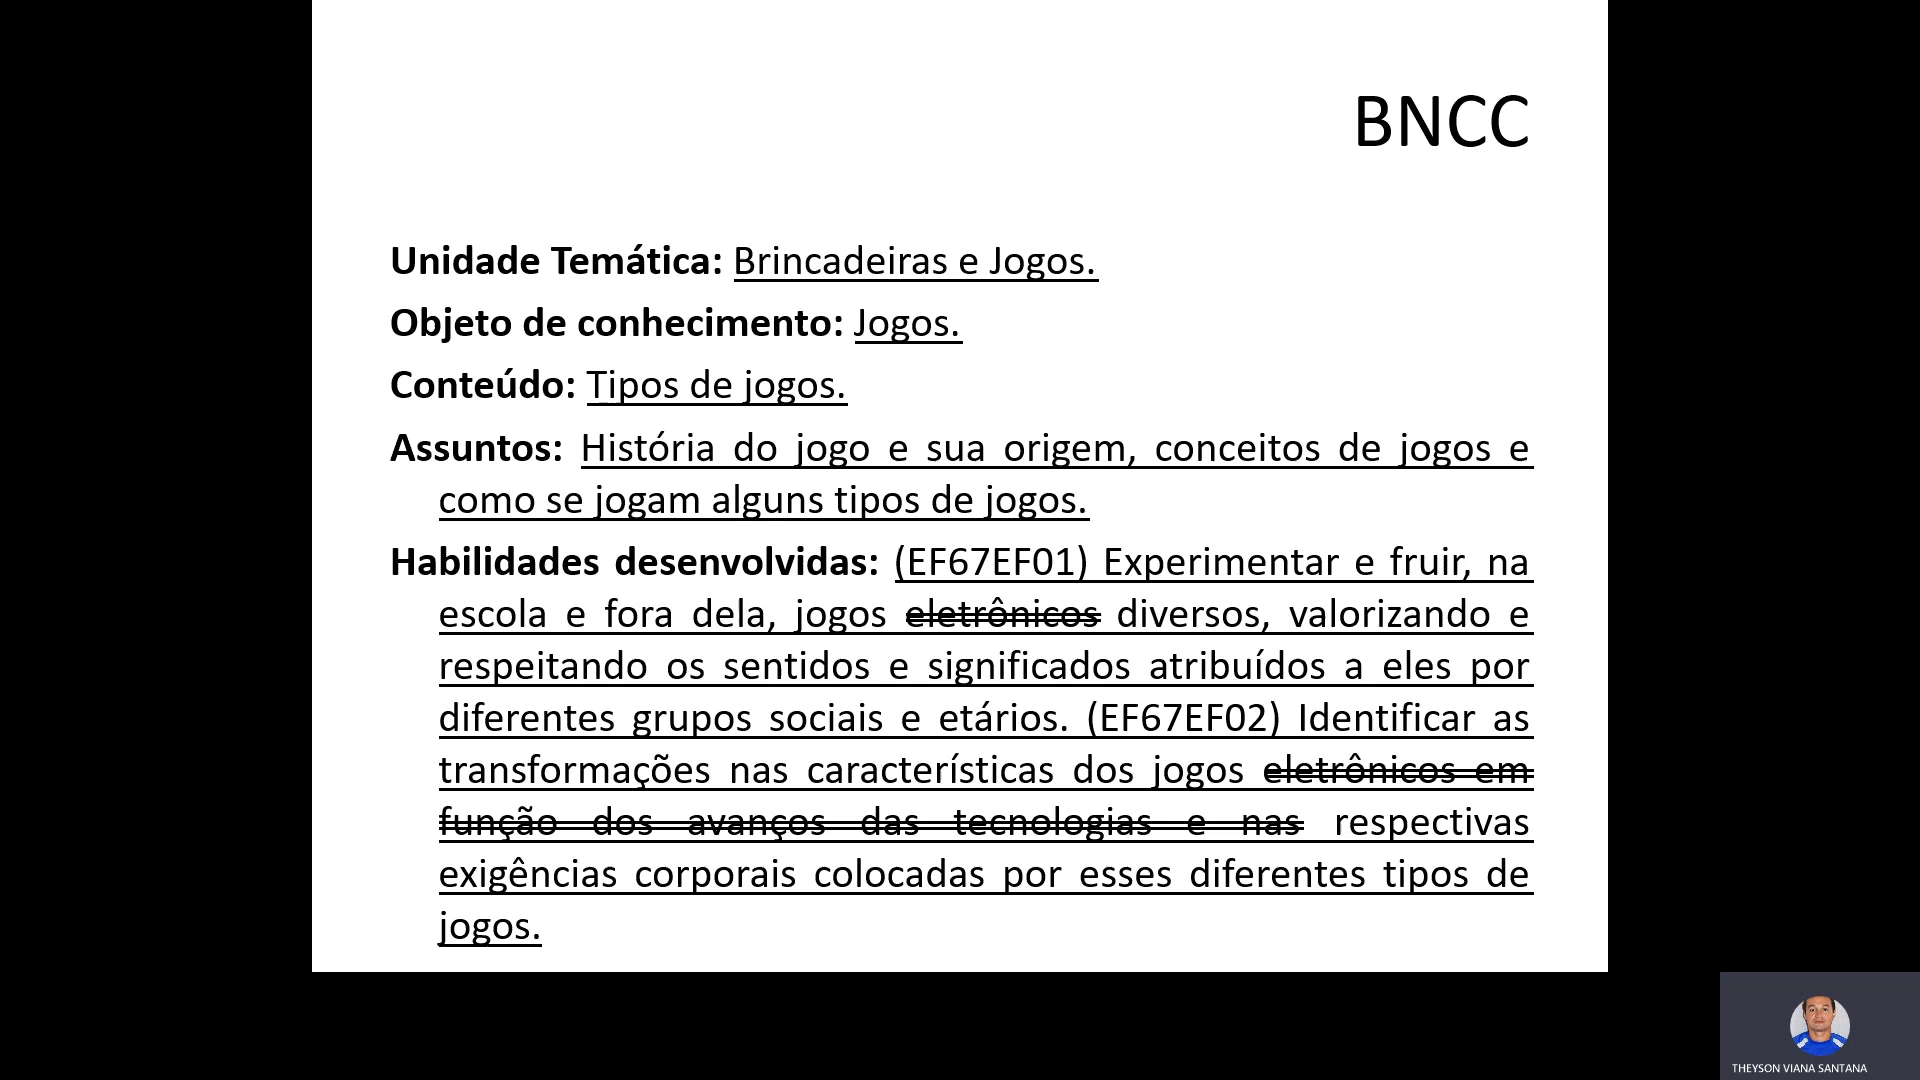 BNCC
Unidade Temática: Brincadeiras e Jogos.
Objeto de conhecimento: Jogos.
Conteúdo: Tipos de jogos.
Assuntos: História do jogo e sua origem, conceitos de jogos e
como se jogam alguns tipos de jogos.
Habilidades desenvolvidas: (EF67EF01) Experimentar e fruir, na
escola e fora dela, jogos eletrônicos diversos, valorizando e
respeitando os sentidos e significados atribuídos a eles por
diferentes grupos sociais e etários. (EF67EF02) Identificar as
transformações nas características dos jogos eletrônicos em
função dos avanços das tecnologias e nas respectivas
exigências corporais colocadas por esses diferentes tipos de
jogos.
THEYSON VIANA SANTANA